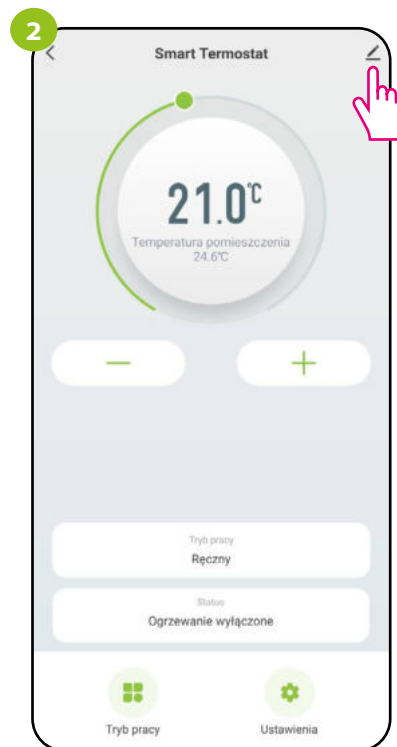 2
Smart Termostat
21.0°C
Temperatura pomieszczenia
24.6°C
Tryb pracy
Ręczny
Status
Ogrzewanie wyłączone
Tryb pracy
Ustawienia